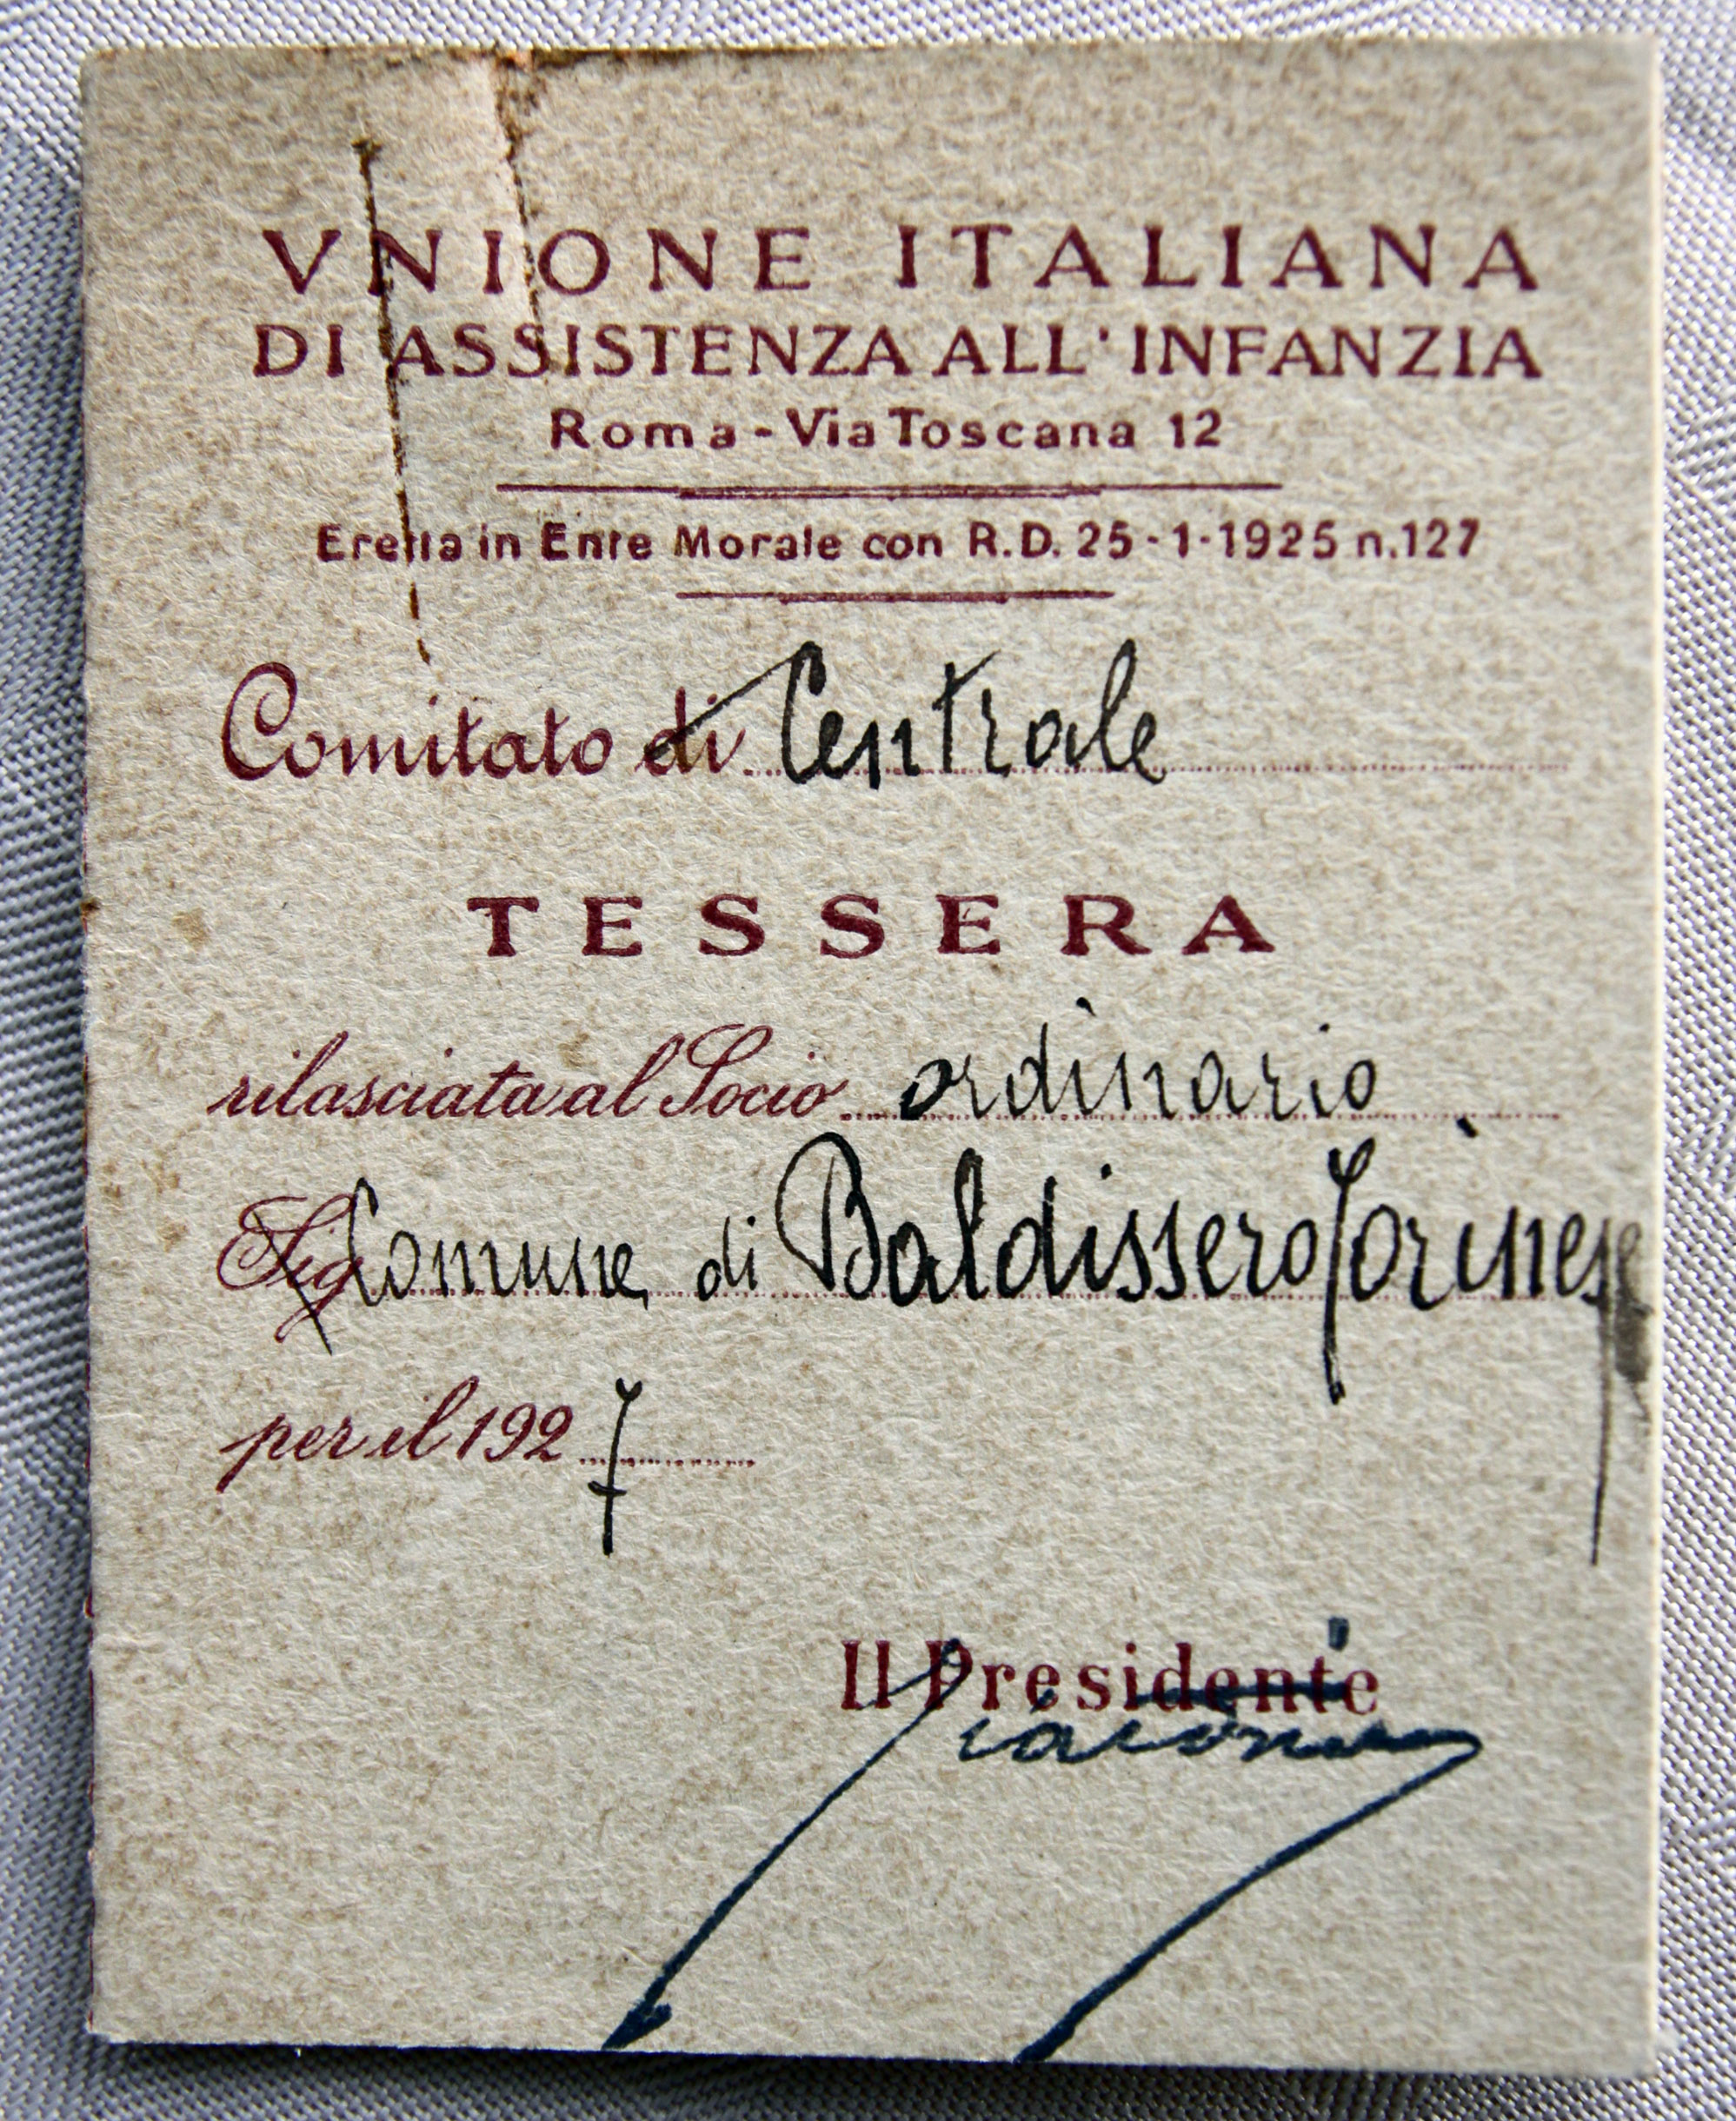 VNIONE ITALIANA
DI ASSISTENZA ALL'INFANZIA
Roma - Via Toscana 12
Eretta in Ente Morale con R.D. 25-1-1925 n.127
Comitato di Centrale
TESSERA
rilasciata al Socio ordinario
Sig Comune di Baldissero Torinese
per il 1927
Il Presidente